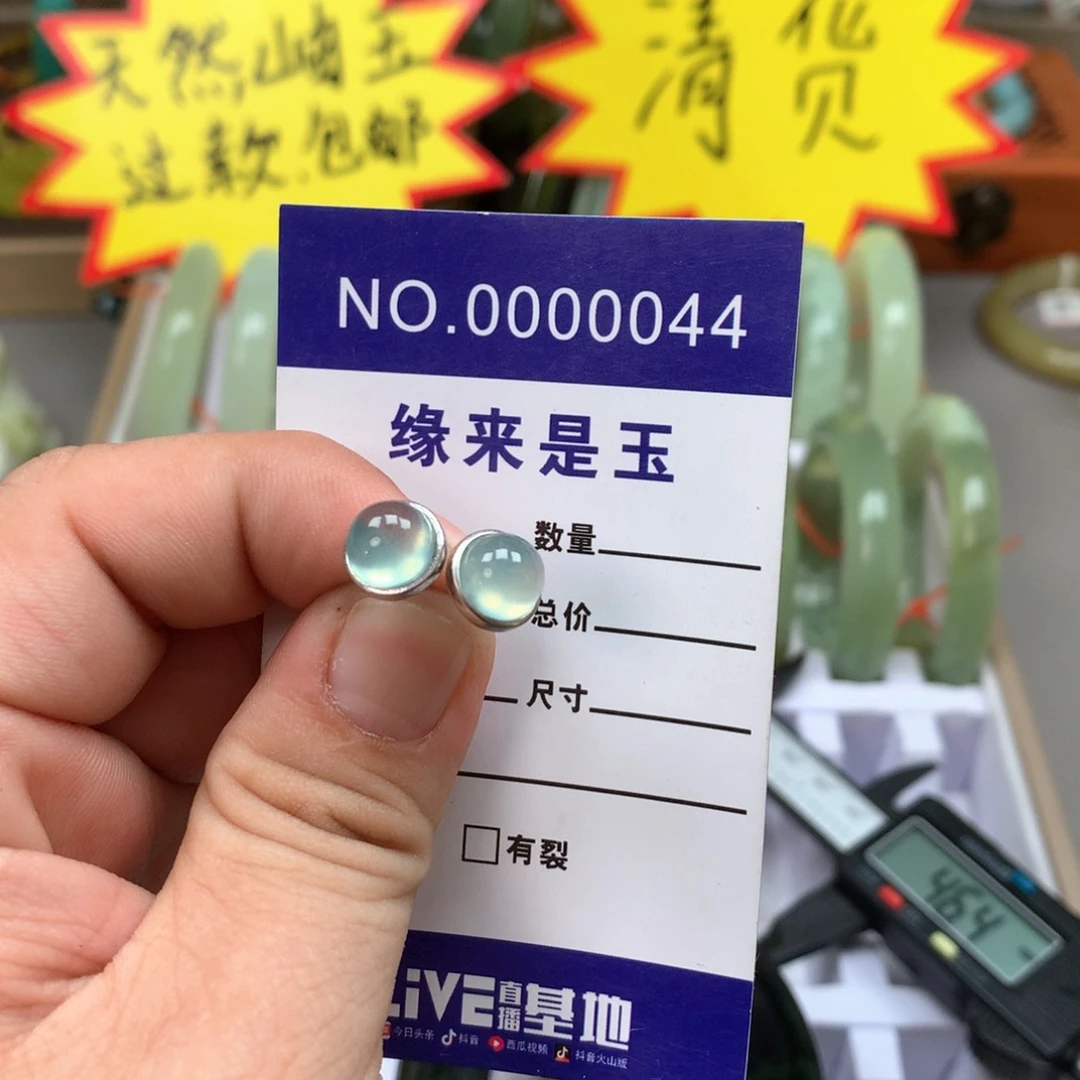 天然岫玉
这款.包邮
清
花
贝
NO.0000044
缘来是玉
数量
总价
尺寸
有裂
LiVE直播基地
今日头条 抖音 西瓜视频 抖音火山版